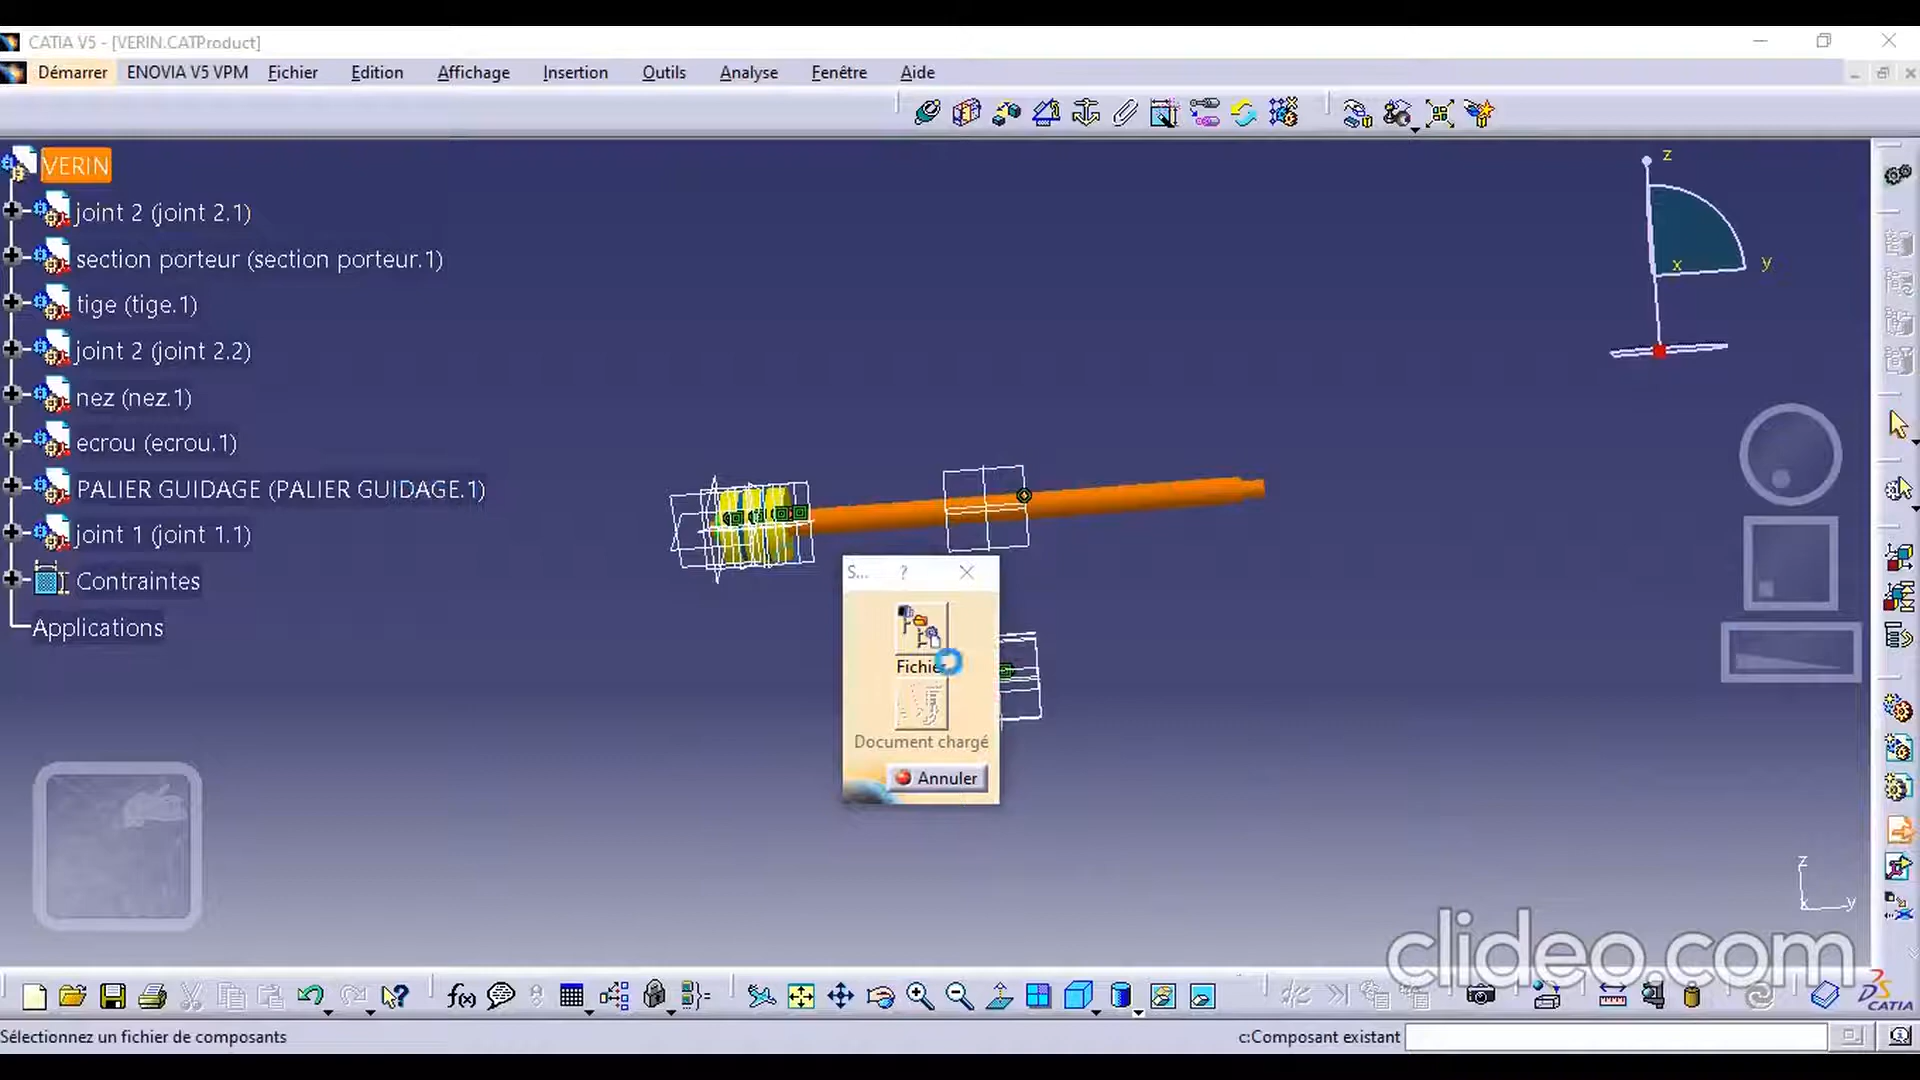 CATIA V5 - [VERIN.CATProduct]
Démarrer ENOVIA V5 VPM Fichier Edition Affichage Insertion Outils Analyse Fenêtre Aide
VERIN
joint 2 (joint 2.1)
section porteur (section porteur.1)
tige (tige.1)
joint 2 (joint 2.2)
nez (nez.1)
ecrou (ecrou.1)
PALIER GUIDAGE (PALIER GUIDAGE.1)
joint 1 (joint 1.1)
Contraintes
Applications
z
x
y
S... ?
Fichier
Document chargé
Annuler
z
x y
clideo.com
f(x)
CATIA
Sélectionnez un fichier de composants
c:Composant existant